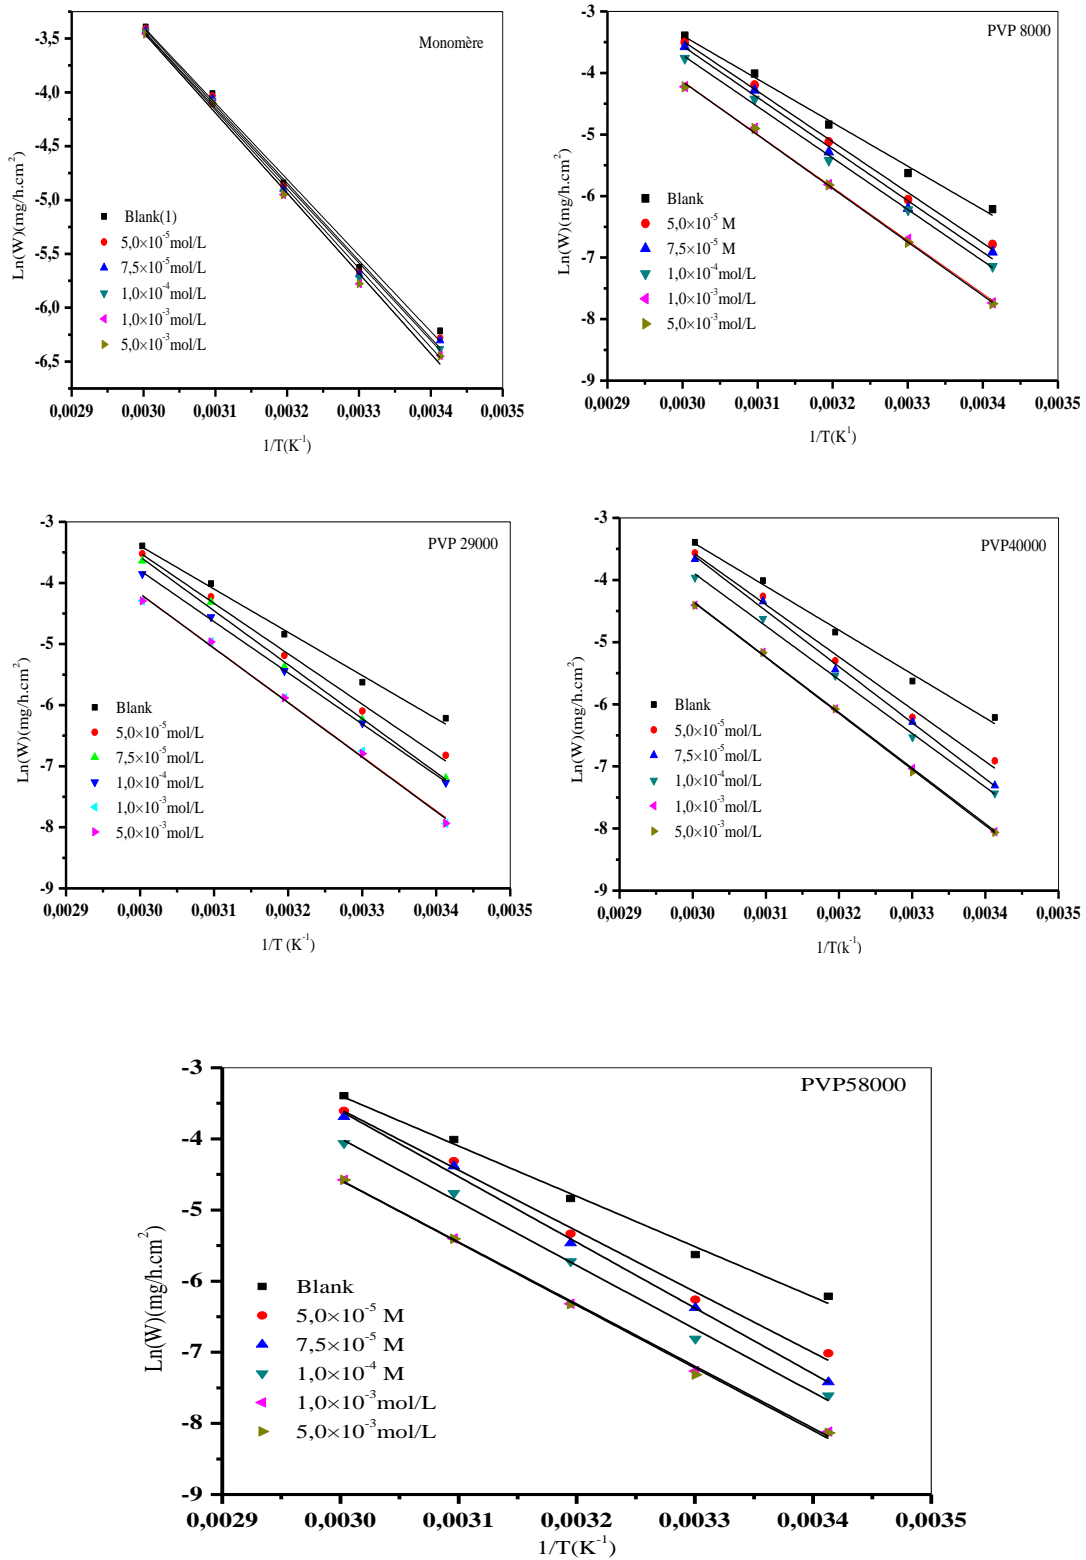 Monomère
Ln(W)(mg/h.cm²)
-3,5
-4,0
-4,5
-5,0
-5,5
-6,0
-6,5
Blank(1)
5,0×10⁻⁵mol/L
7,5×10⁻⁵mol/L
1,0×10⁻⁴mol/L
1,0×10⁻³mol/L
5,0×10⁻³mol/L
0,0029 0,0030 0,0031 0,0032 0,0033 0,0034 0,0035
1/T(K⁻¹)
PVP 8000
Ln(W)(mg/h.cm²)
-3
-4
-5
-6
-7
-8
-9
Blank
5,0×10⁻⁵ M
7,5×10⁻⁵ M
1,0×10⁻⁴mol/L
1,0×10⁻³mol/L
5,0×10⁻³mol/L
0,0029 0,0030 0,0031 0,0032 0,0033 0,0034 0,0035
1/T(K¹)
PVP 29000
Ln(W)(mg/h.cm²)
-3
-4
-5
-6
-7
-8
-9
Blank
5,0×10⁻⁵mol/L
7,5×10⁻⁵mol/L
1,0×10⁻⁴mol/L
1,0×10⁻³mol/L
5,0×10⁻³mol/L
0,0029 0,0030 0,0031 0,0032 0,0033 0,0034 0,0035
1/T (K⁻¹)
PVP40000
Ln(W)(mg/h.cm²)
-3
-4
-5
-6
-7
-8
-9
Blank
5,0×10⁻⁵mol/L
7,5×10⁻⁵mol/L
1,0×10⁻⁴mol/L
1,0×10⁻³mol/L
5,0×10⁻³mol/L
0,0029 0,0030 0,0031 0,0032 0,0033 0,0034 0,0035
1/T(k⁻¹)
PVP58000
Ln(W)(mg/h.cm²)
-3
-4
-5
-6
-7
-8
-9
Blank
5,0×10⁻⁵ M
7,5×10⁻⁵ M
1,0×10⁻⁴ M
1,0×10⁻³mol/L
5,0×10⁻³mol/L
0,0029 0,0030 0,0031 0,0032 0,0033 0,0034 0,0035
1/T(K⁻¹)